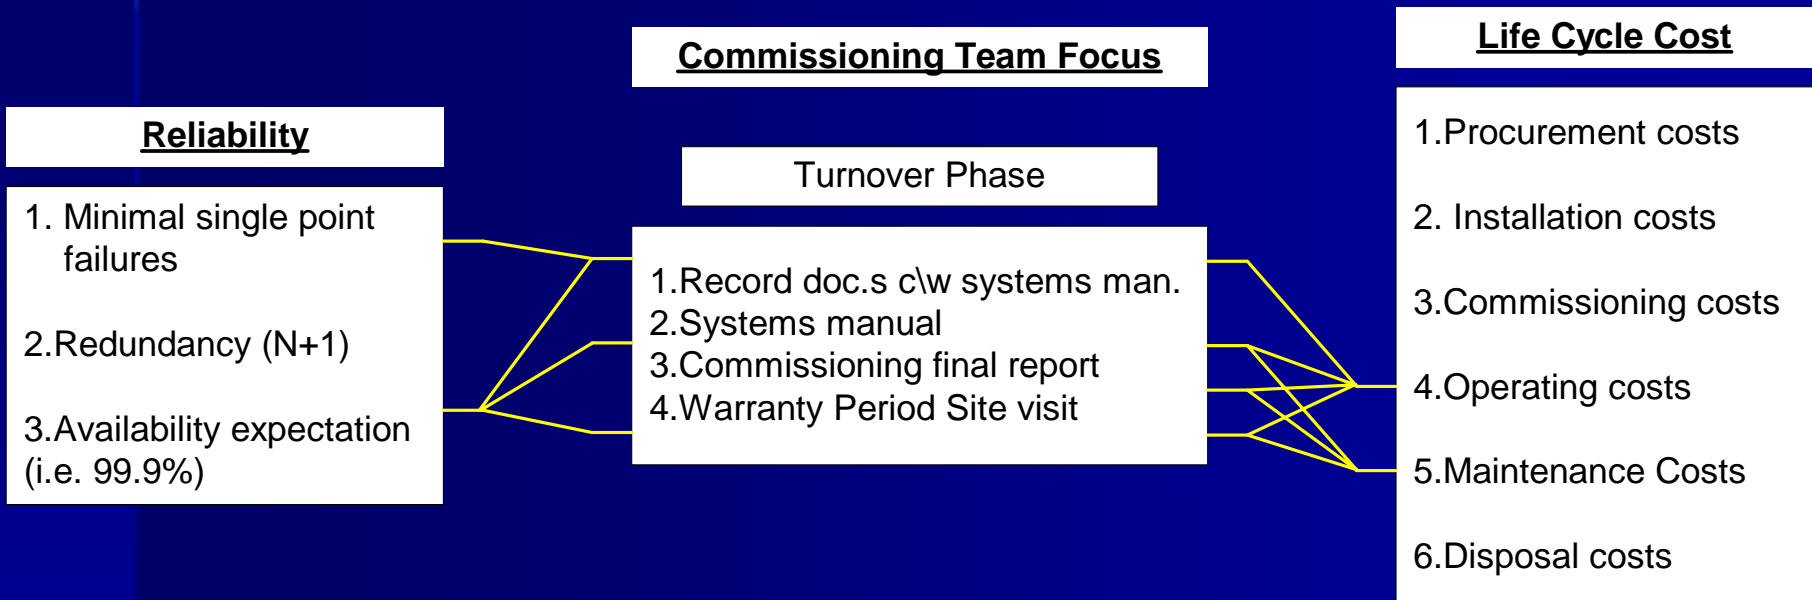 Commissioning Team Focus
Life Cycle Cost
Reliability
Turnover Phase
1. Minimal single point
failures
2.Redundancy (N+1)
3.Availability expectation
(i.e. 99.9%)
1.Record doc.s c\w systems man.
2.Systems manual
3.Commissioning final report
4.Warranty Period Site visit
1.Procurement costs
2. Installation costs
3.Commissioning costs
4.Operating costs
5.Maintenance Costs
6.Disposal costs